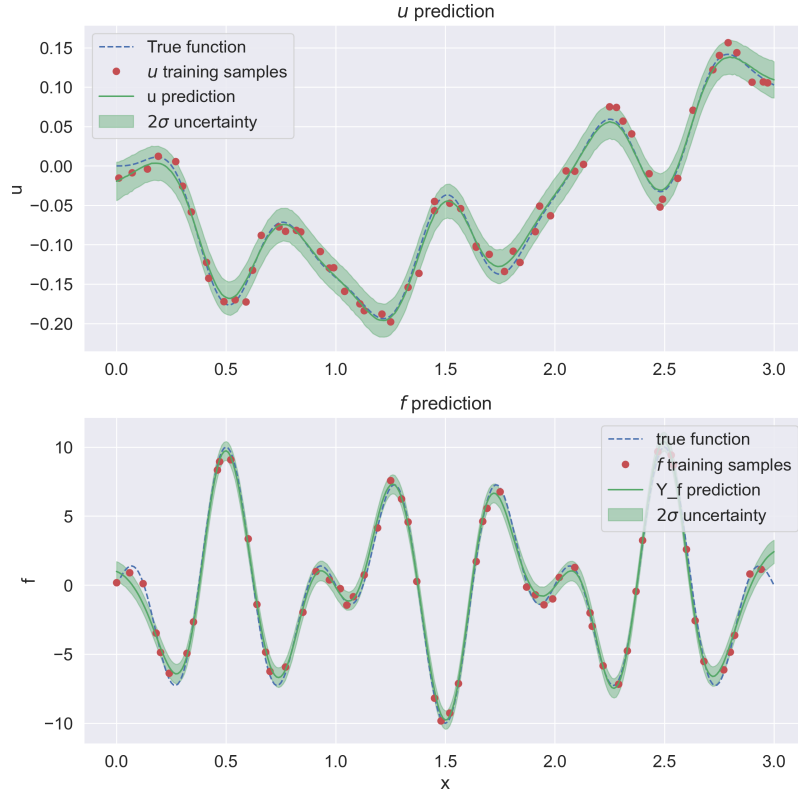 u prediction
True function
u training samples
u prediction
2σ uncertainty
0.15
0.10
0.05
0.00
−0.05
−0.10
−0.15
−0.20
u
0.0 0.5 1.0 1.5 2.0 2.5 3.0
f prediction
true function
f training samples
Y_f prediction
2σ uncertainty
10
5
0
−5
−10
f
0.0 0.5 1.0 1.5 2.0 2.5 3.0
x